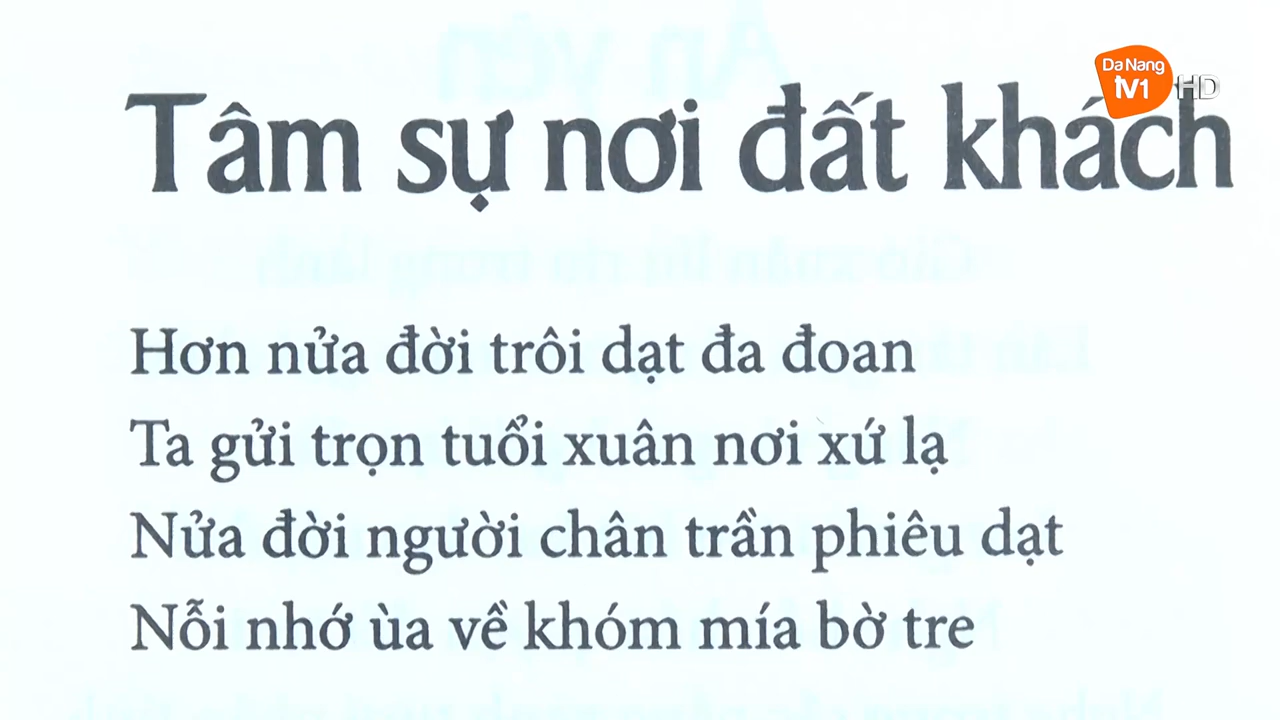 Da Nang
tv1 HD
Tâm sự nơi đất khách
Hơn nửa đời trôi dạt đa đoan
Ta gửi trọn tuổi xuân nơi xứ lạ
Nửa đời người chân trần phiêu dạt
Nỗi nhớ ùa về khóm mía bờ tre